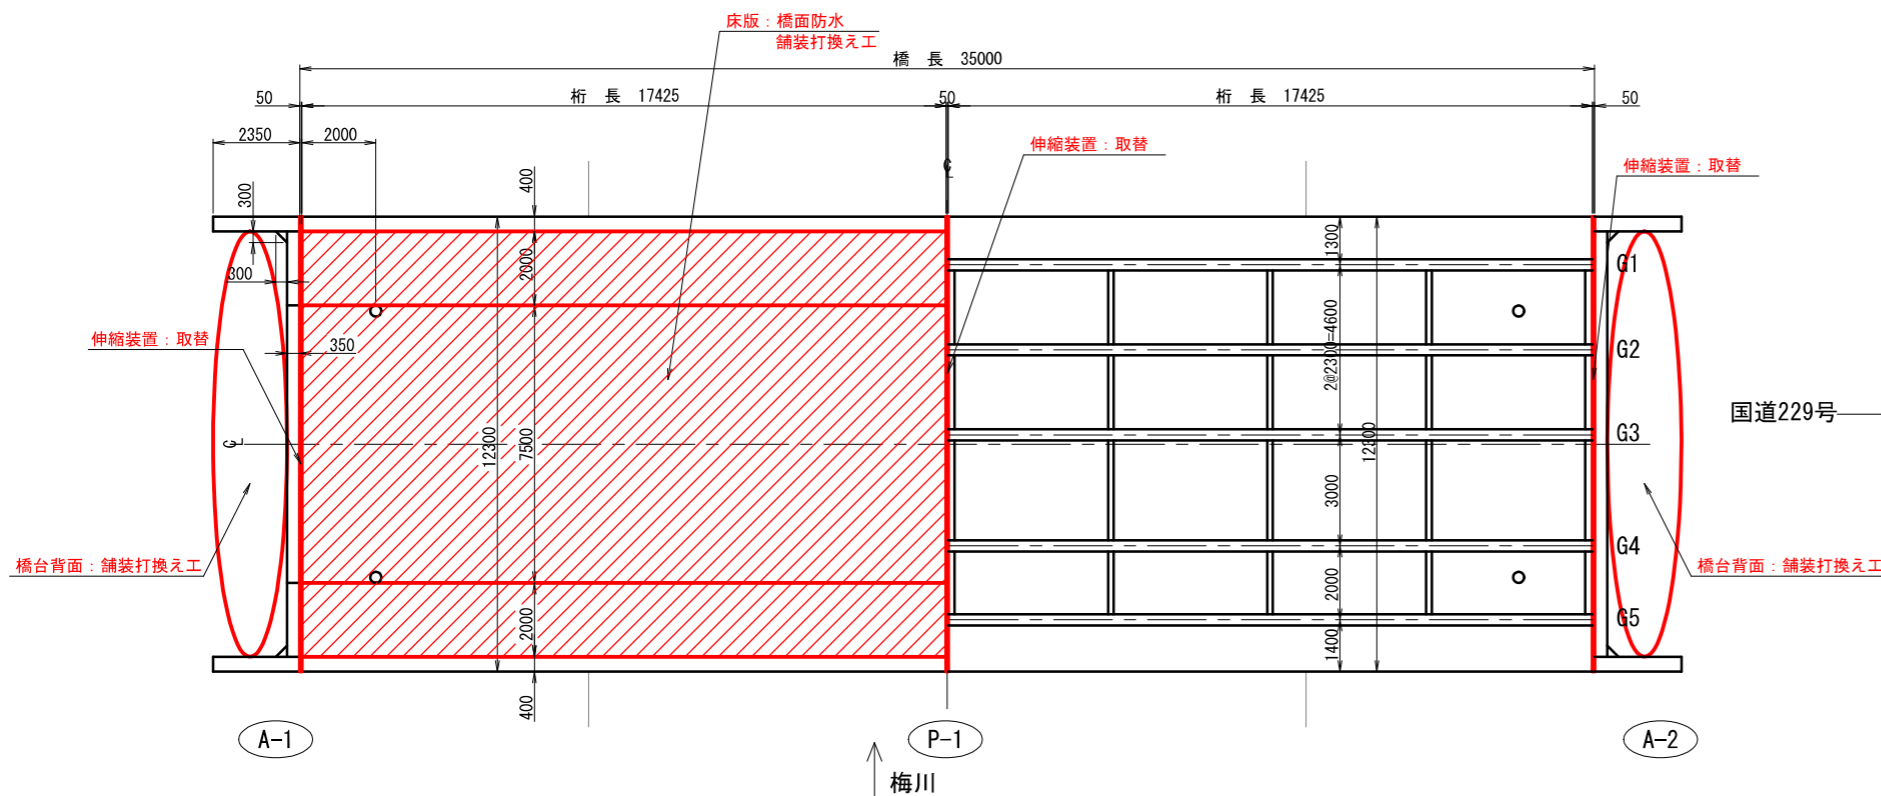 床版：橋面防水
舗装打換え工
橋　長　35000
50
桁　長　17425
50
桁　長　17425
50
2350
2000
伸縮装置：取替
伸縮装置：取替
℄
300
400
2000
300
1300
G1
伸縮装置：取替
350
2@2300=4600
G2
国道229号
℄
12300
7500
12300
G3
3000
橋台背面：舗装打換え工
G4
橋台背面：舗装打換え工
2000
2000
G5
1400
400
A-1
P-1
A-2
梅川